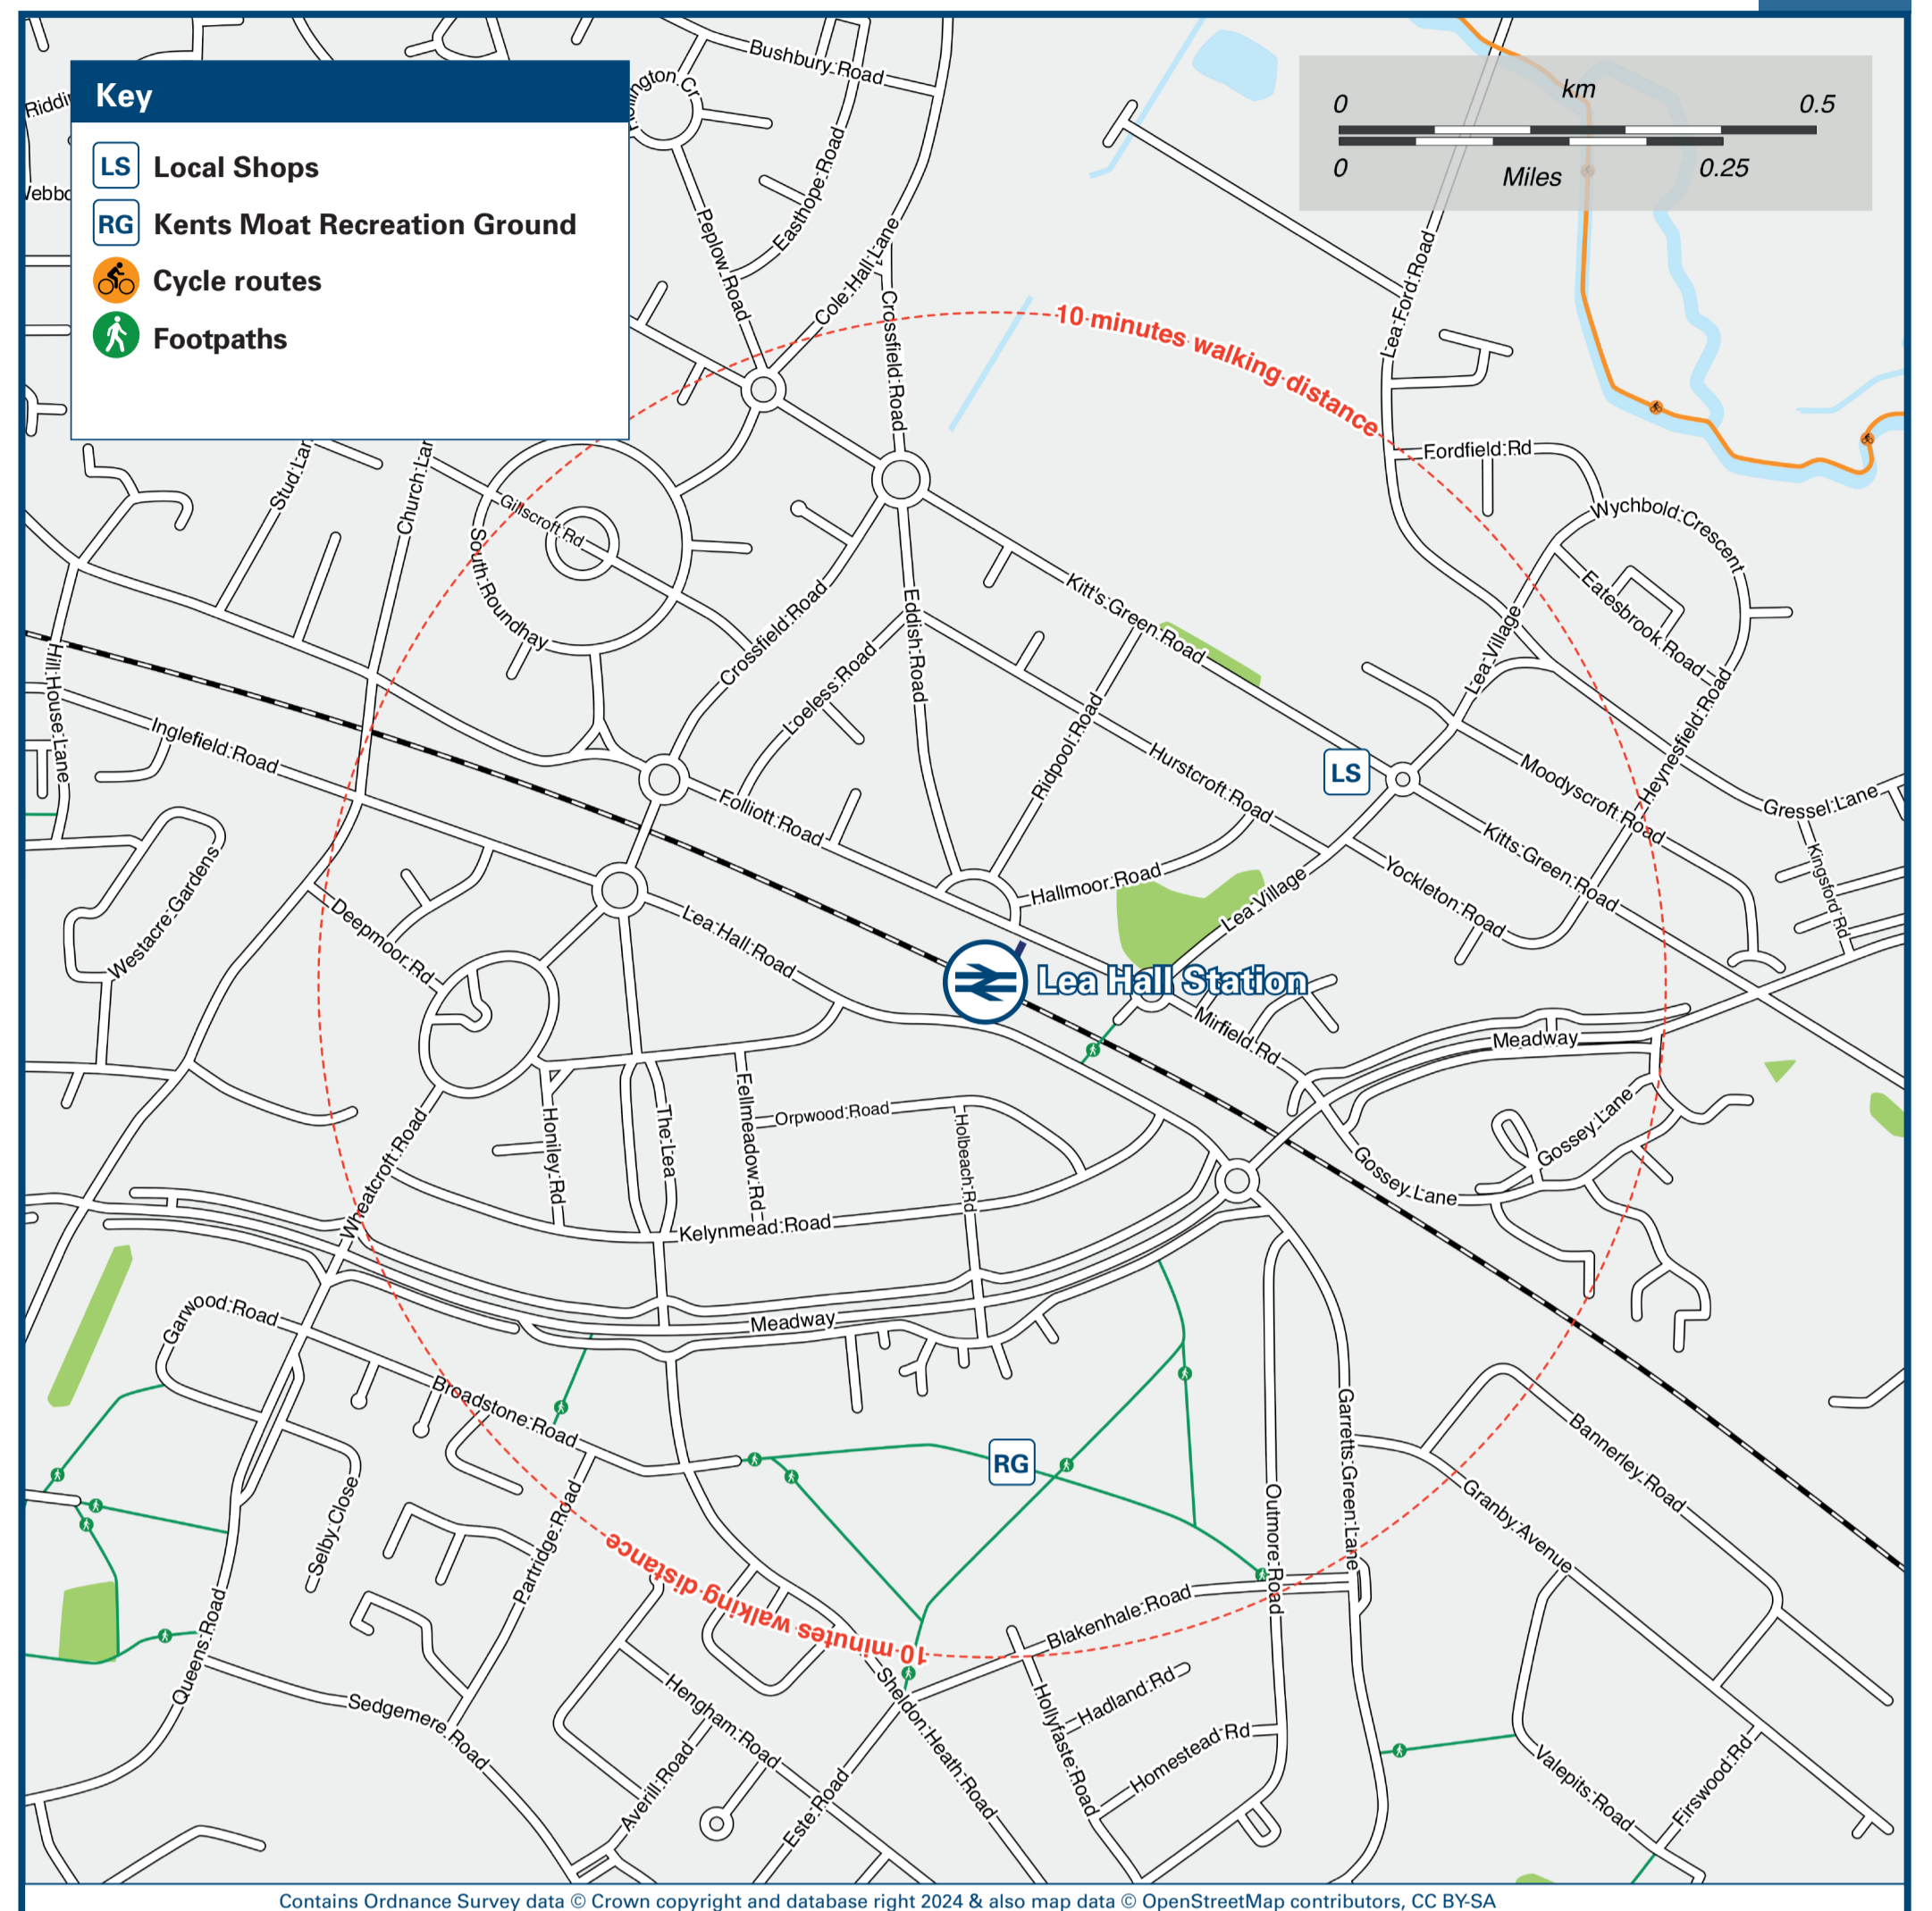 Bushbury Road
Key
LS Local Shops
RG Kents Moat Recreation Ground
Cycle routes
Footpaths
km
0 0.5
0 0.25
Miles
Peplow Road
Easthope Road
Cole Hall Lane
Crossfield Road
Lea Ford Road
10 minutes walking distance
Fordfield Rd
Wychbold Crescent
Eatesbrook Road
Gillscroft Rd
South Roundhay
Crossfield Road
Loeless Road
Eddish Road
Kitt's Green Road
Lea Village
Heynesfield Road
Hill House Lane
Inglefield Road
Ridpool Road
Hurstcroft Road
LS
Moodyscroft Road
Gressel Lane
Kingsford Rd
Folliott Road
Kitts Green Road
Yockleton Road
Hallmoor Road
Lea Village
Westacre Gardens
Deepmoor Rd
Lea Hall Road
Lea Hall Station
Mirfield Rd
Meadway
Gossey Lane
Gossey Lane
Wheatcroft Road
Honiley Rd
The Lea
Fellmeadow Rd
Orpwood Road
Holbeach Rd
Kelynmead Road
Meadway
Garwood Road
Broadstone Road
RG
Garretts Green Lane
Outmore Road
Bannerley Road
Granby Avenue
Selby Close
Partridge Road
10 minutes walking distance
Queens Road
Blakenhale Road
Sedgemere Road
Hengham Road
Averill Road
Este Road
Sheldon Heath Road
Hollyfaste Road
Hadland Rd
Homestead Rd
Valepits Road
Firswood Rd
Contains Ordnance Survey data © Crown copyright and database right 2024 & also map data © OpenStreetMap contributors, CC BY-SA